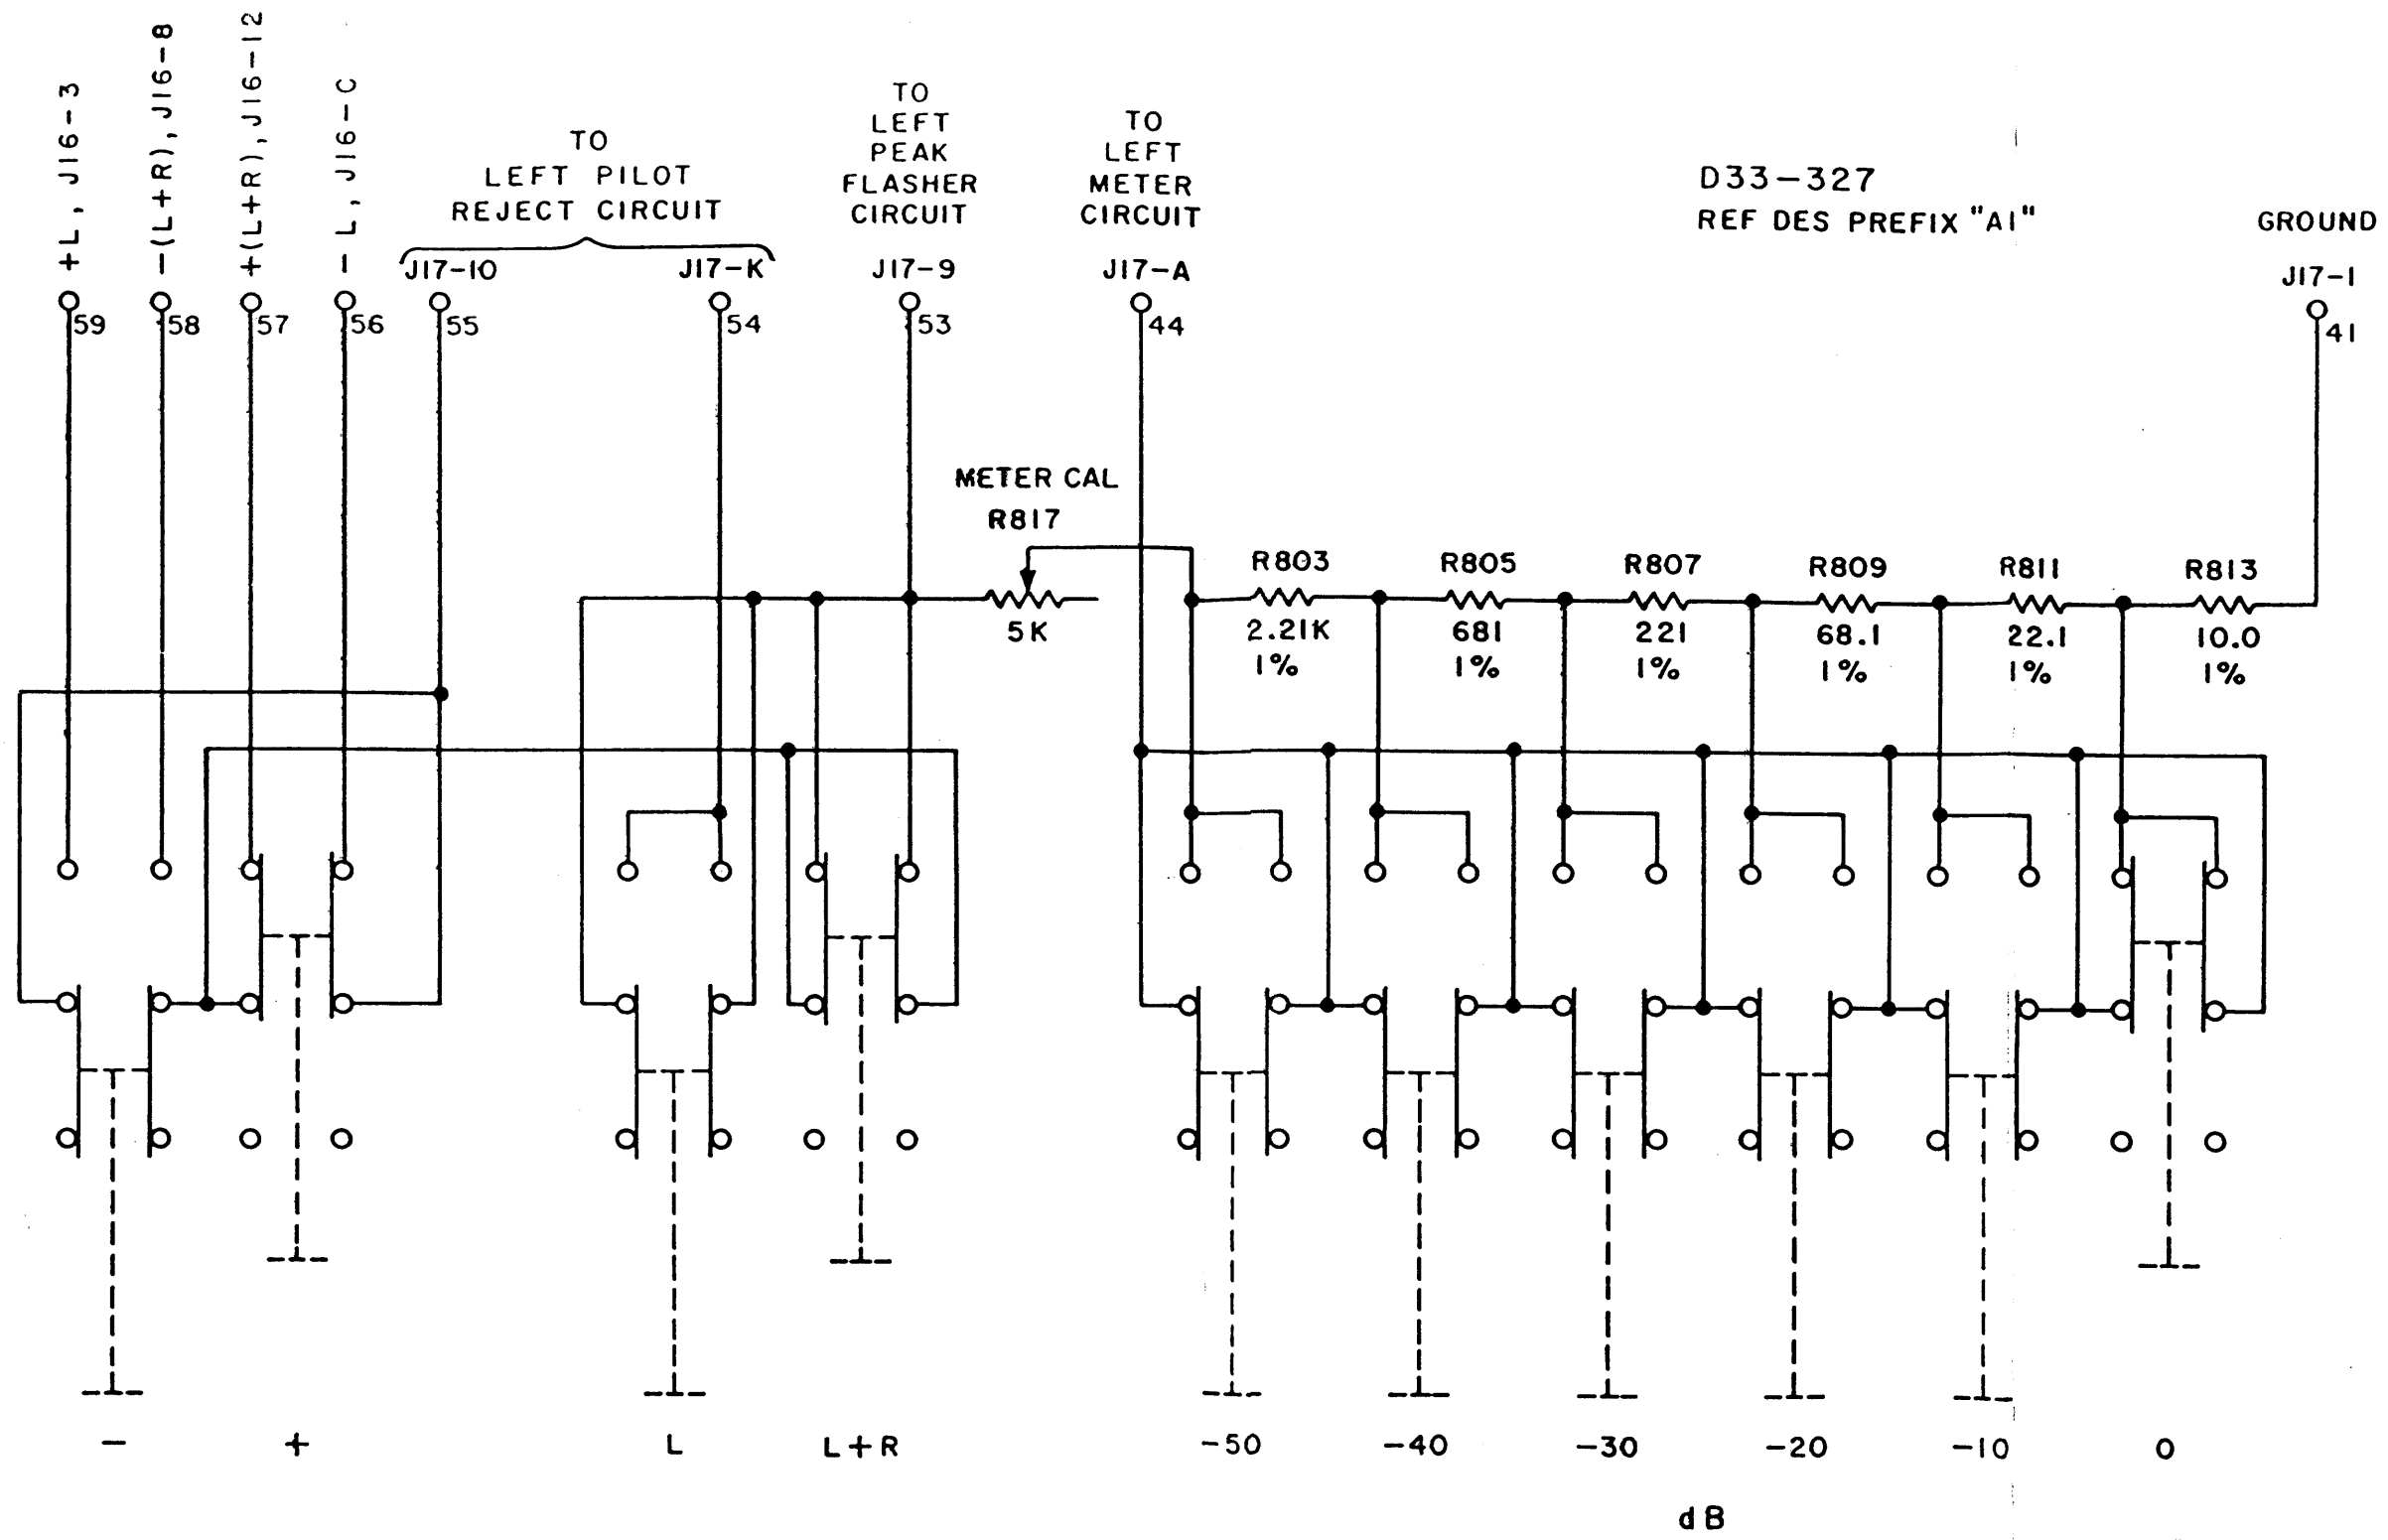 +L, J16-3
-(L+R), J16-8
+(L+R), J16-12
- L, J16-C
TO
LEFT PILOT
REJECT CIRCUIT
TO
LEFT
PEAK
FLASHER
CIRCUIT
TO
LEFT
METER
CIRCUIT
D33-327
REF DES PREFIX "A1"
GROUND
J17-10
J17-K
J17-9
J17-A
J17-1
59
58
57
56
55
54
53
44
41
METER CAL
R817
5K
R803
2.21K
1%
R805
681
1%
R807
221
1%
R809
68.1
1%
R811
22.1
1%
R813
10.0
1%
-
+
L
L+R
-50
-40
-30
-20
-10
0
dB